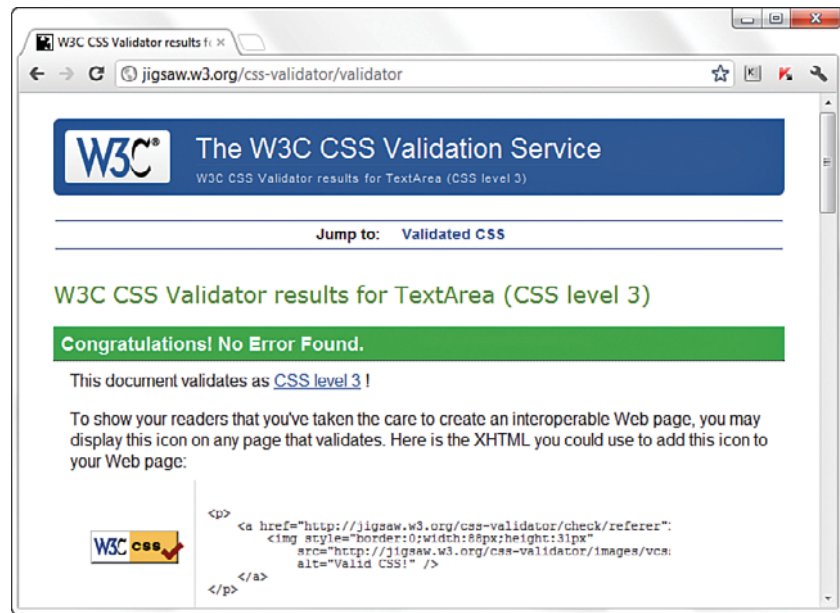 W3C CSS Validator results fo
jigsaw.w3.org/css-validator/validator
W3C®
The W3C CSS Validation Service
W3C CSS Validator results for TextArea (CSS level 3)
Jump to: Validated CSS
W3C CSS Validator results for TextArea (CSS level 3)
Congratulations! No Error Found.
This document validates as CSS level 3 !
To show your readers that you've taken the care to create an interoperable Web page, you may
display this icon on any page that validates. Here is the XHTML you could use to add this icon to
your Web page:
W3C css
<p>
<a href="http://jigsaw.w3.org/css-validator/check/referer"
<img style="border:0;width:88px;height:31px"
src="http://jigsaw.w3.org/css-validator/images/vcs
alt="Valid CSS!" />
</a>
</p>